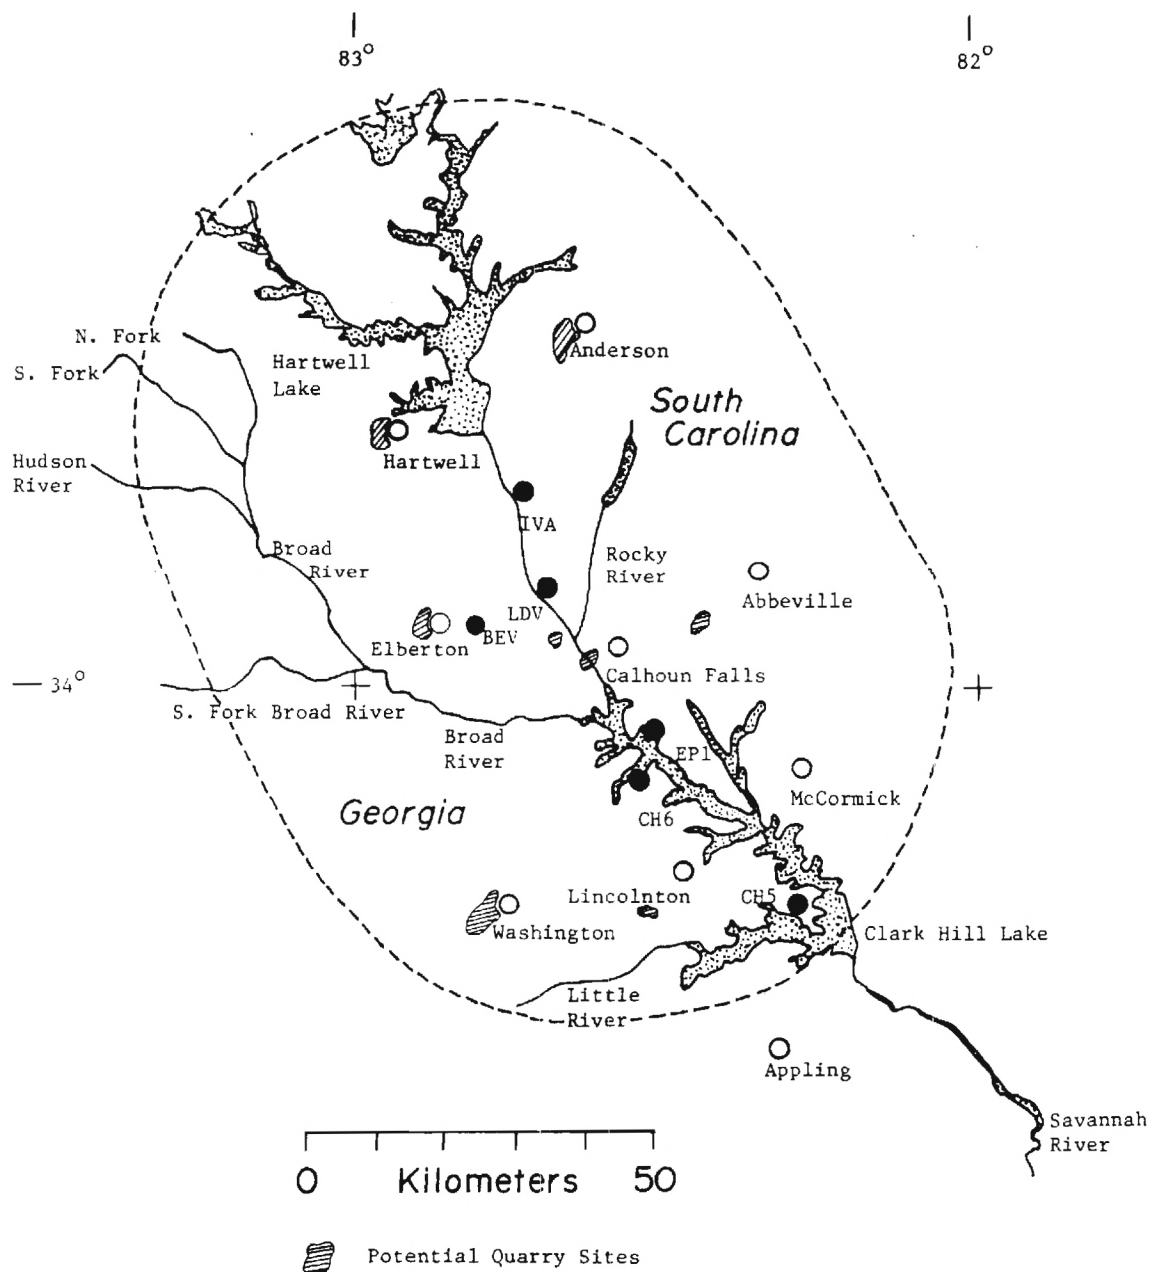 83°
82°
N. Fork
S. Fork
Hartwell
Lake
Anderson
South
Carolina
Hudson
River
Hartwell
IVA
Broad
River
Rocky
River
Abbeville
LDV
BEV
Elberton
Calhoun Falls
34°
S. Fork Broad River
Broad
River
EP1
McCormick
Georgia
CH6
Lincolnton
CH5
Washington
Clark Hill Lake
Little
River
Appling
Savannah
River
0 Kilometers 50
Potential Quarry Sites